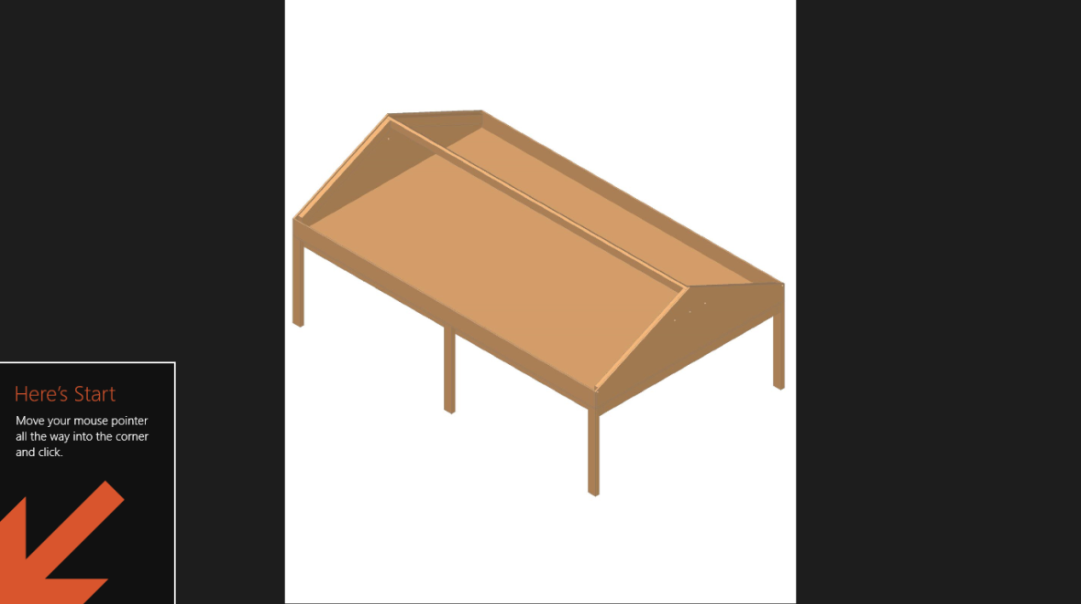 Here's Start
Move your mouse pointer
all the way into the corner
and click.